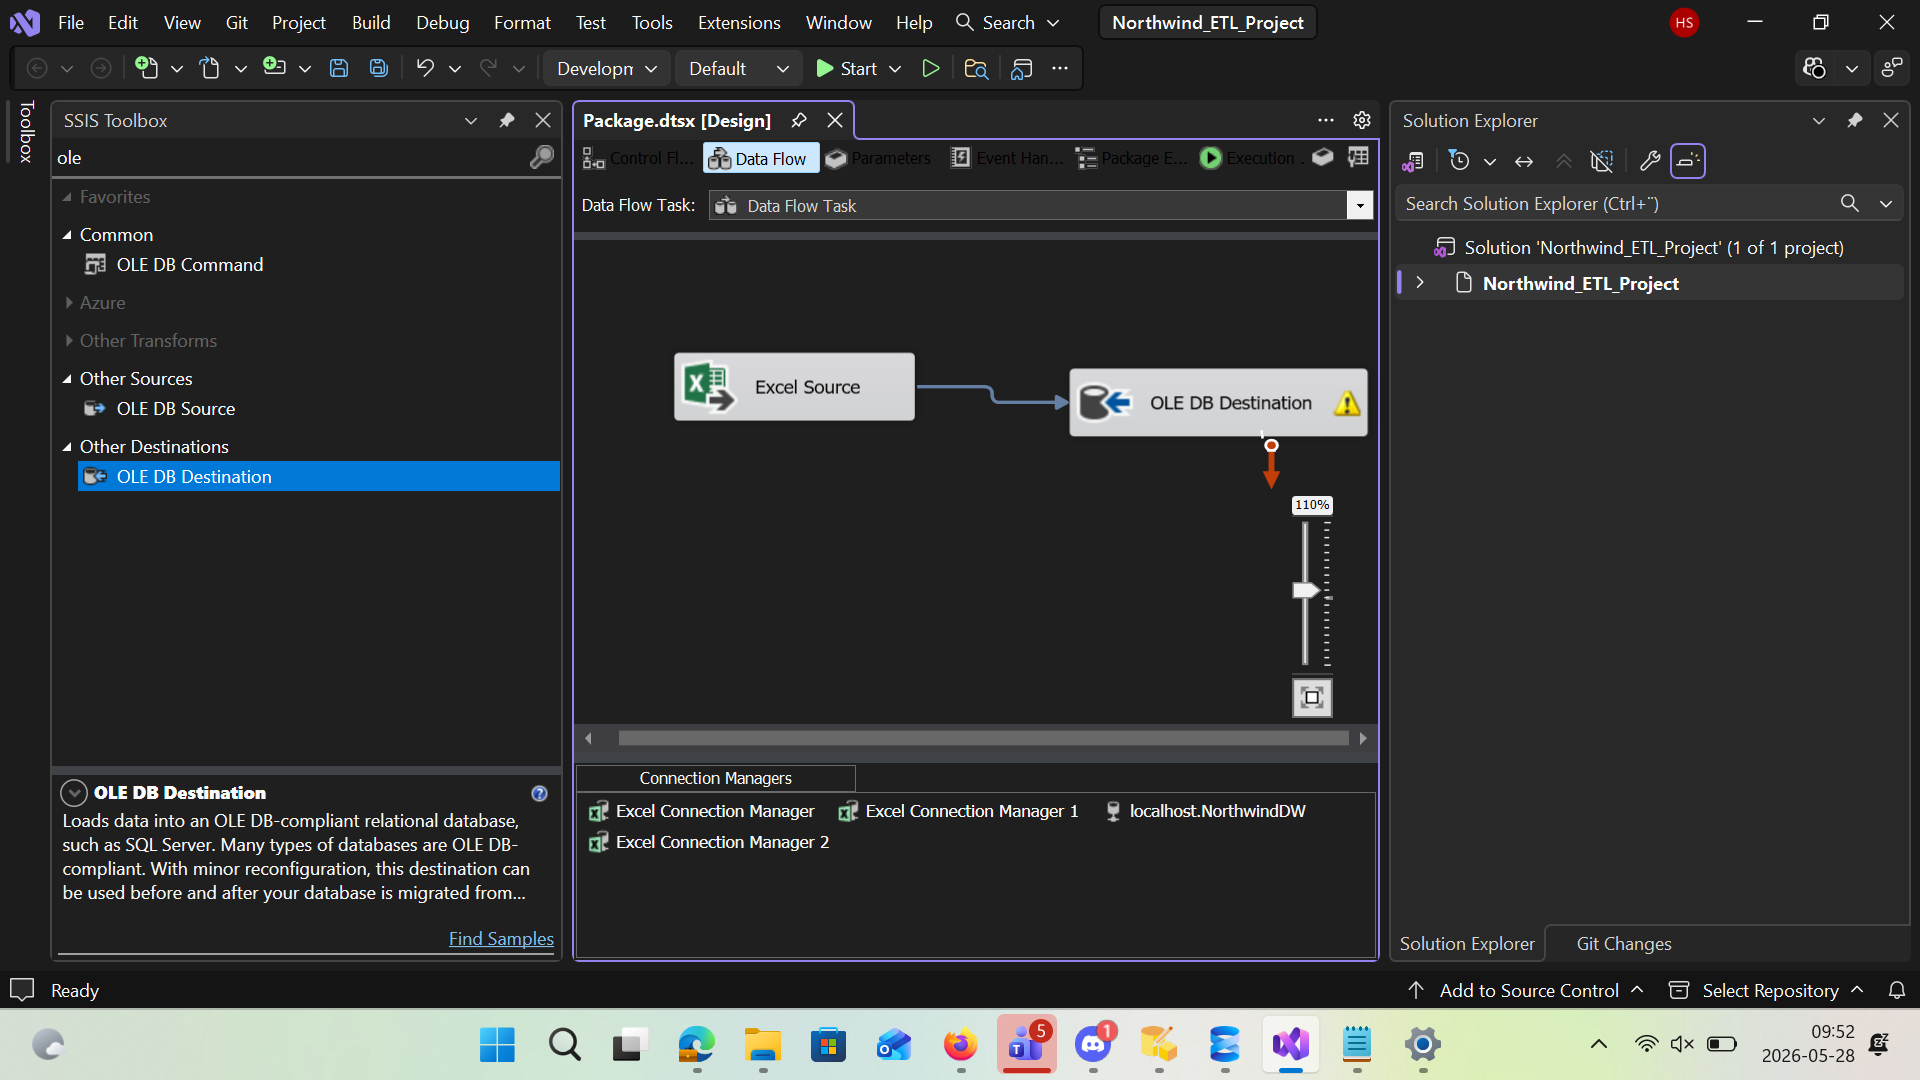 File Edit View Git Project Build Debug Format Test Tools Extensions Window Help Search Northwind_ETL_Project HS
Developr Default Start
Toolbox
SSIS Toolbox
ole
Favorites
Common
OLE DB Command
Azure
Other Transforms
Other Sources
OLE DB Source
Other Destinations
OLE DB Destination
OLE DB Destination
Loads data into an OLE DB-compliant relational database,
such as SQL Server. Many types of databases are OLE DB-
compliant. With minor reconfiguration, this destination can
be used before and after your database is migrated from...
Find Samples
Package.dtsx [Design]
Control Fl... Data Flow Parameters Event Han... Package E... Execution
Data Flow Task: Data Flow Task
Excel Source
OLE DB Destination
110%
Connection Managers
Excel Connection Manager Excel Connection Manager 1 localhost.NorthwindDW
Excel Connection Manager 2
Solution Explorer
Search Solution Explorer (Ctrl+¨)
Solution 'Northwind_ETL_Project' (1 of 1 project)
Northwind_ETL_Project
Solution Explorer Git Changes
Ready Add to Source Control Select Repository
5
1
09:52
2026-05-28